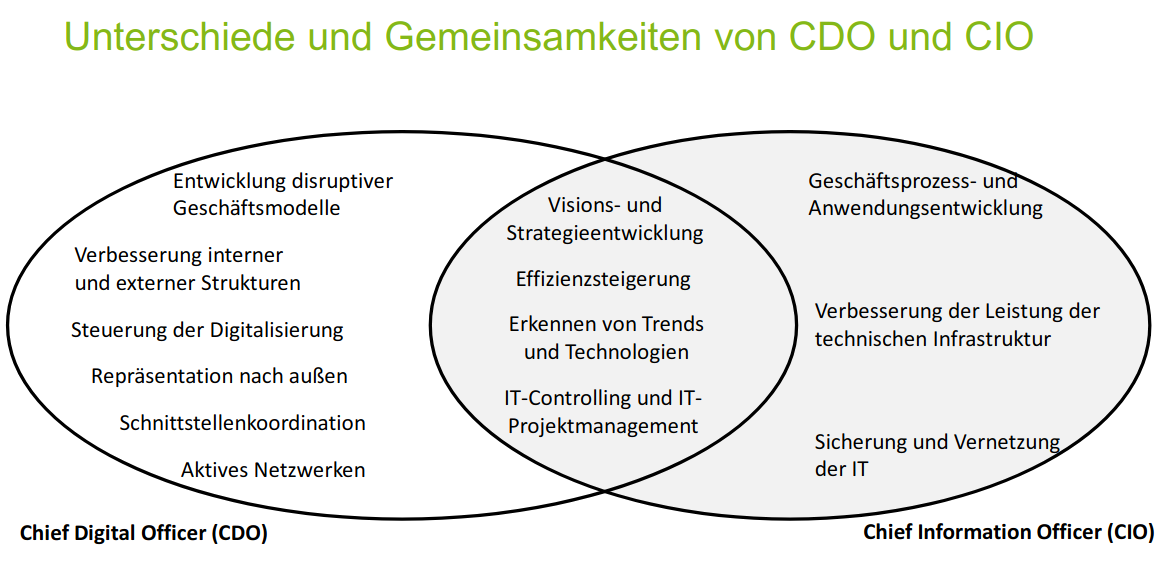 Unterschiede und Gemeinsamkeiten von CDO und CIO
Entwicklung disruptiver
Geschäftsmodelle
Verbesserung interner
und externer Strukturen
Steuerung der Digitalisierung
Repräsentation nach außen
Schnittstellenkoordination
Aktives Netzwerken
Visions- und
Strategieentwicklung
Effizienzsteigerung
Erkennen von Trends
und Technologien
IT-Controlling und IT-
Projektmanagement
Geschäftsprozess- und
Anwendungsentwicklung
Verbesserung der Leistung der
technischen Infrastruktur
Sicherung und Vernetzung
der IT
Chief Digital Officer (CDO)
Chief Information Officer (CIO)